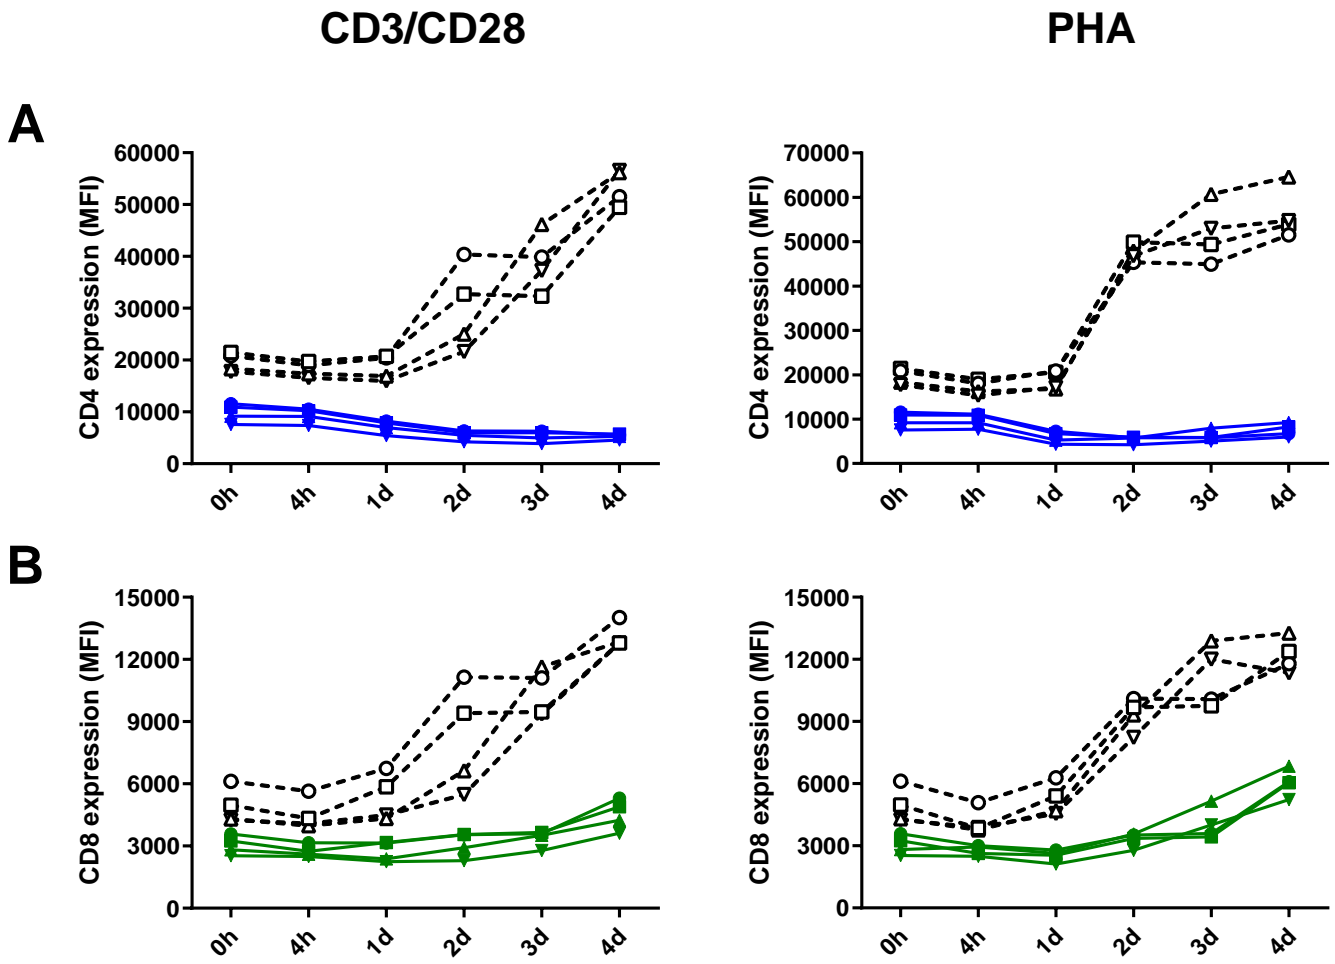 CD3/CD28
PHA
A
CD4 expression (MFI)
60000
50000
40000
30000
20000
10000
0
0h
4h
1d
2d
3d
4d
CD4 expression (MFI)
70000
60000
50000
40000
30000
20000
10000
0
0h
4h
1d
2d
3d
4d
B
CD8 expression (MFI)
15000
12000
9000
6000
3000
0
0h
4h
1d
2d
3d
4d
CD8 expression (MFI)
15000
12000
9000
6000
3000
0
0h
4h
1d
2d
3d
4d